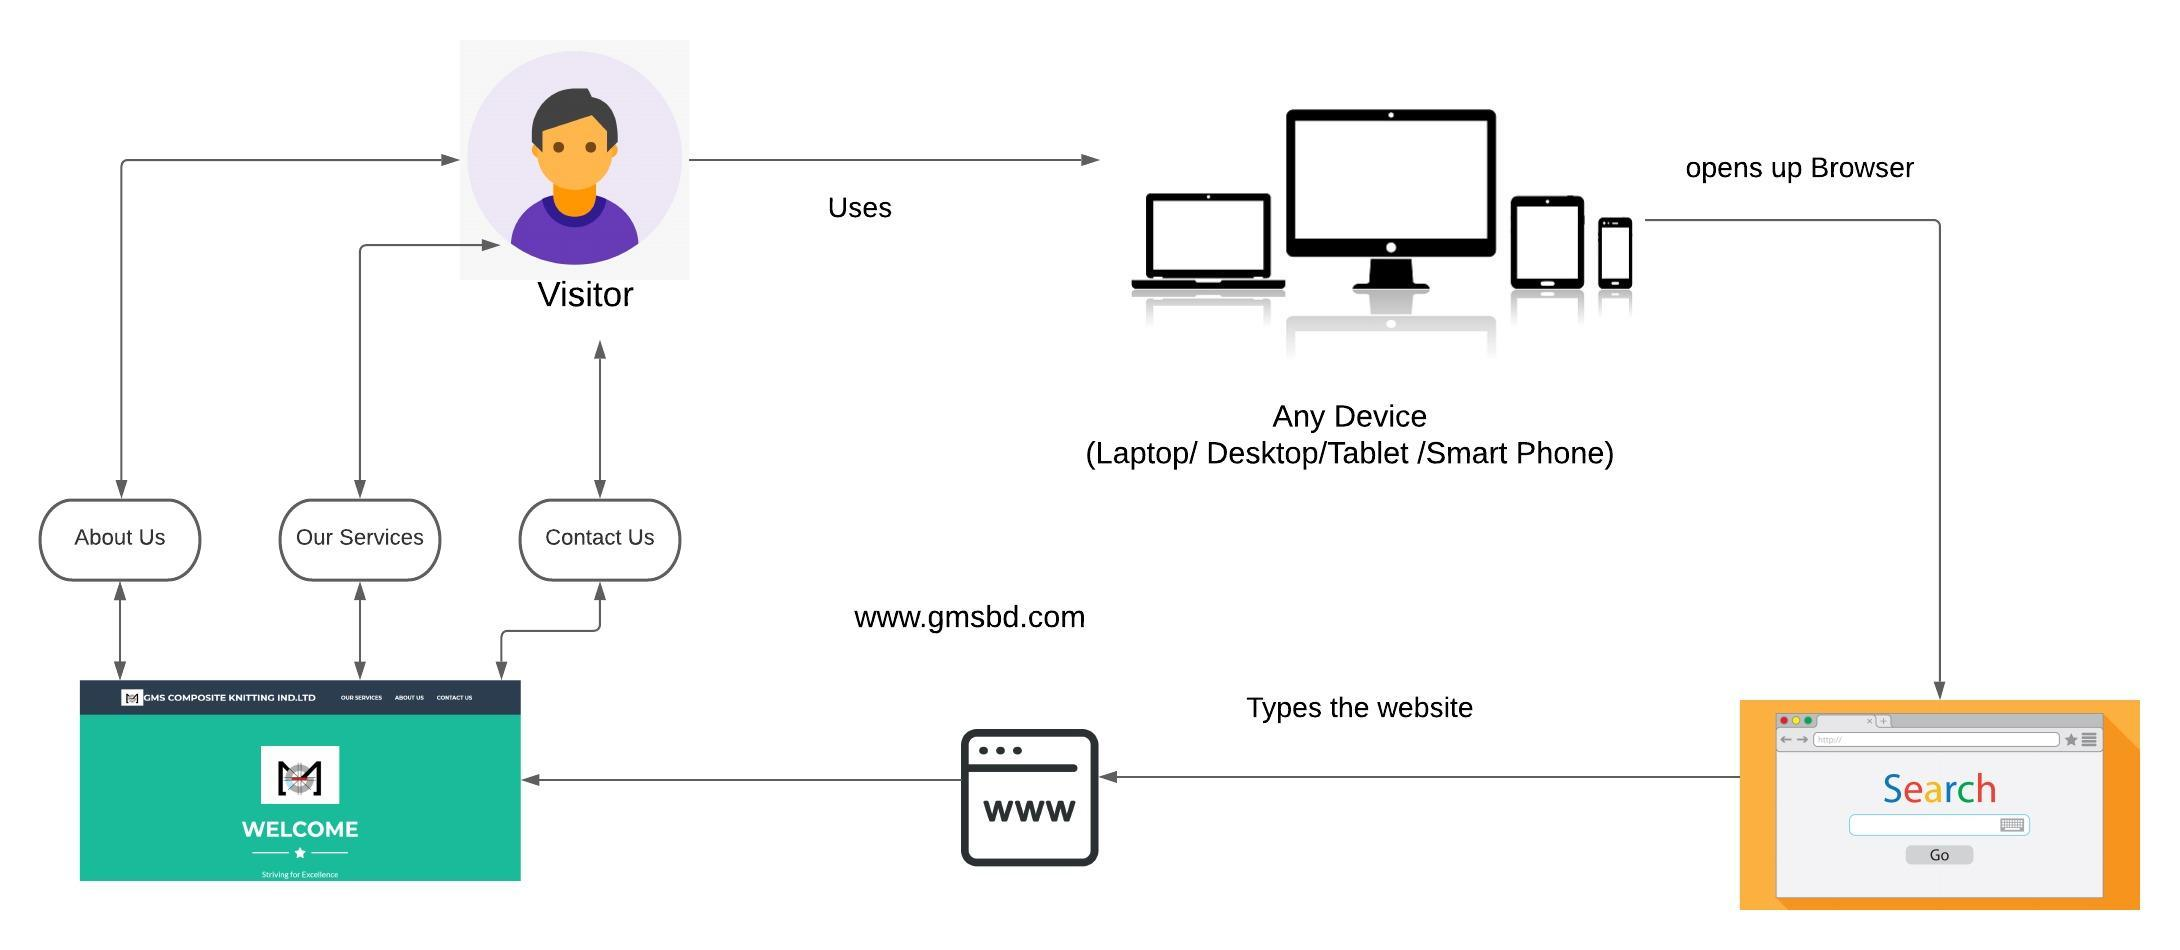 opens up Browser
Uses
Visitor
Any Device
(Laptop/ Desktop/Tablet /Smart Phone)
About Us
Our Services
Contact Us
www.gmsbd.com
GMS COMPOSITE KNITTING IND.LTD
OUR SERVICES
ABOUT US
CONTACT US
WELCOME
Striving for Excellence
www
Types the website
http://
Search
Go